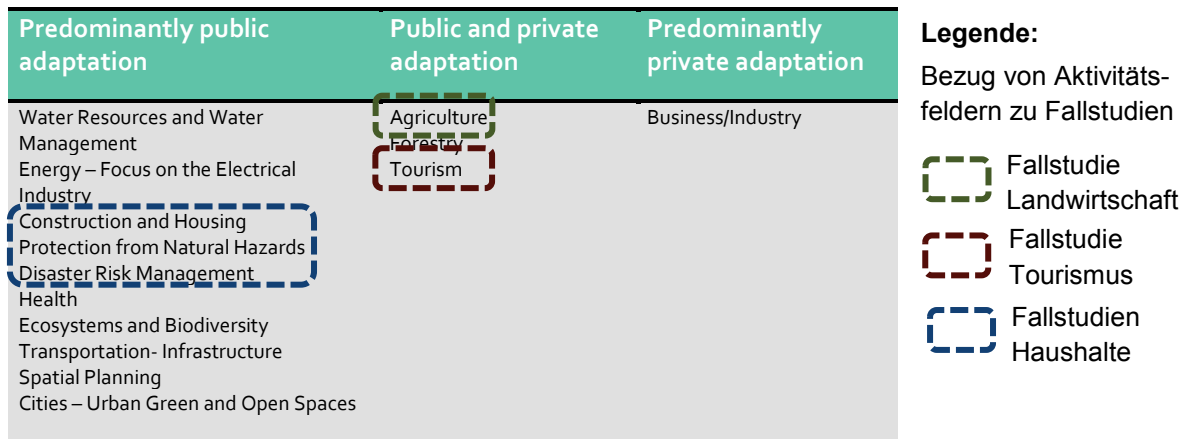 Predominantly public
adaptation
Public and private
adaptation
Predominantly
private adaptation
Water Resources and Water
Management
Energy – Focus on the Electrical
Industry
Construction and Housing
Protection from Natural Hazards
Disaster Risk Management
Health
Ecosystems and Biodiversity
Transportation- Infrastructure
Spatial Planning
Cities – Urban Green and Open Spaces
Agriculture
Forestry
Tourism
Business/Industry
Legende:
Bezug von Aktivitäts-
feldern zu Fallstudien
Fallstudie
Landwirtschaft
Fallstudie
Tourismus
Fallstudien
Haushalte